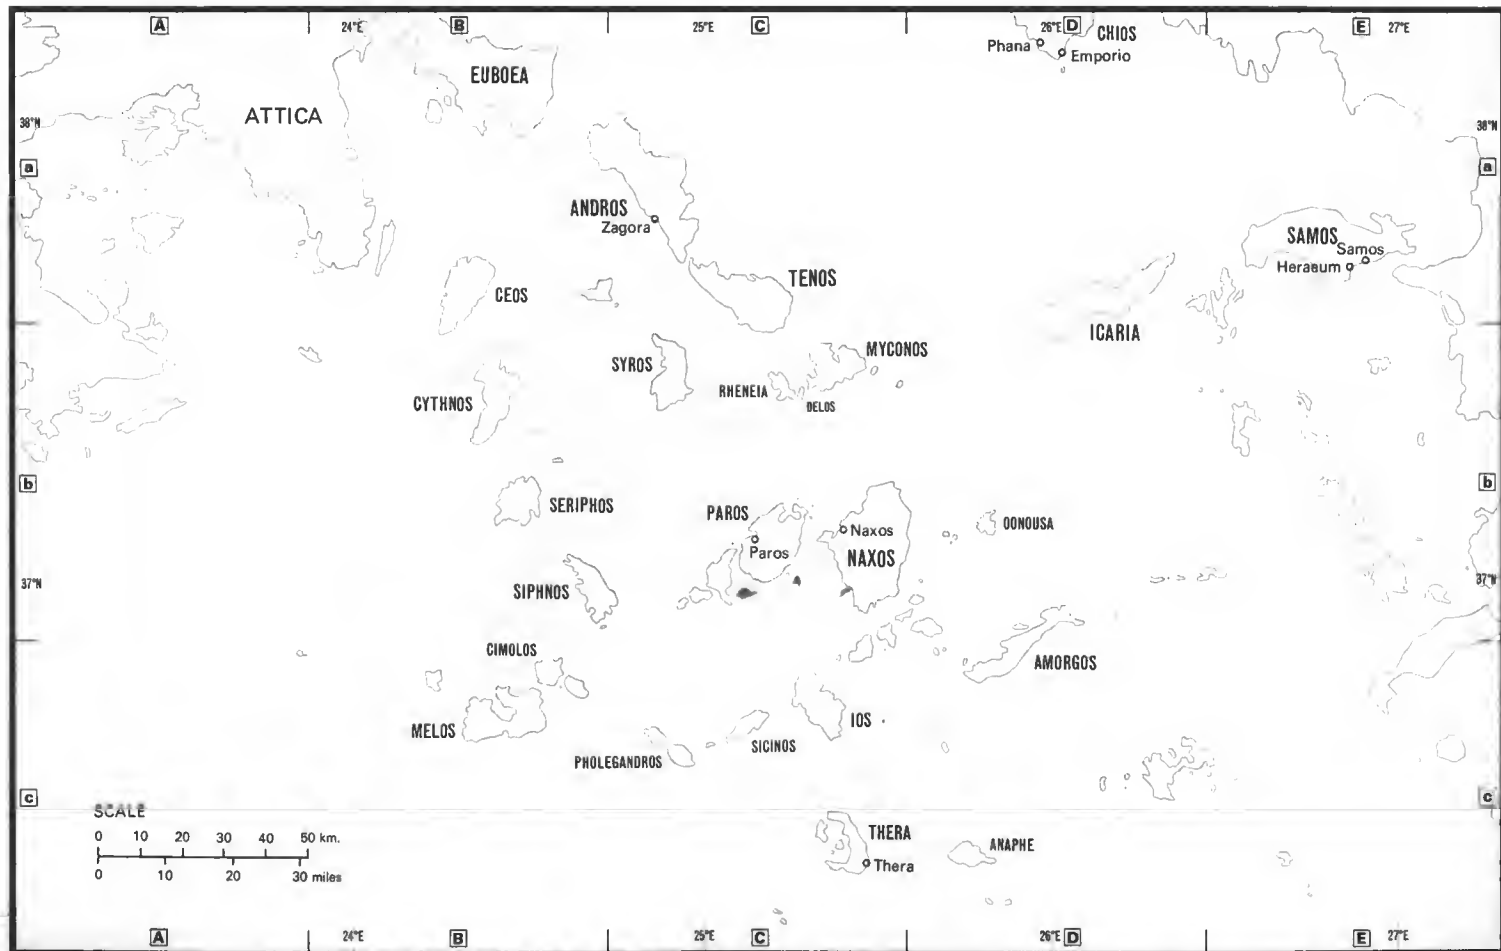 A 24°E B 25°E C 26°E D E 27°E
CHIOS
Phana
Emporio
EUBOEA
ATTICA
38°N 38°N
a a
ANDROS
Zagora
SAMOS
Samos
Heraeum
TENOS
CEOS
ICARIA
MYCONOS
SYROS
RHENEIA
DELOS
CYTHNOS
b b
SERIPHOS
PAROS
Paros
Naxos
NAXOS
DONOUSA
37°N 37°N
SIPHNOS
CIMOLOS
AMORGOS
MELOS
IOS
SICINOS
PHOLEGANDROS
c c
SCALE
0 10 20 30 40 50 km.
0 10 20 30 miles
THERA
Thera
ANAPHE
A 24°E B 25°E C 26°E D E 27°E